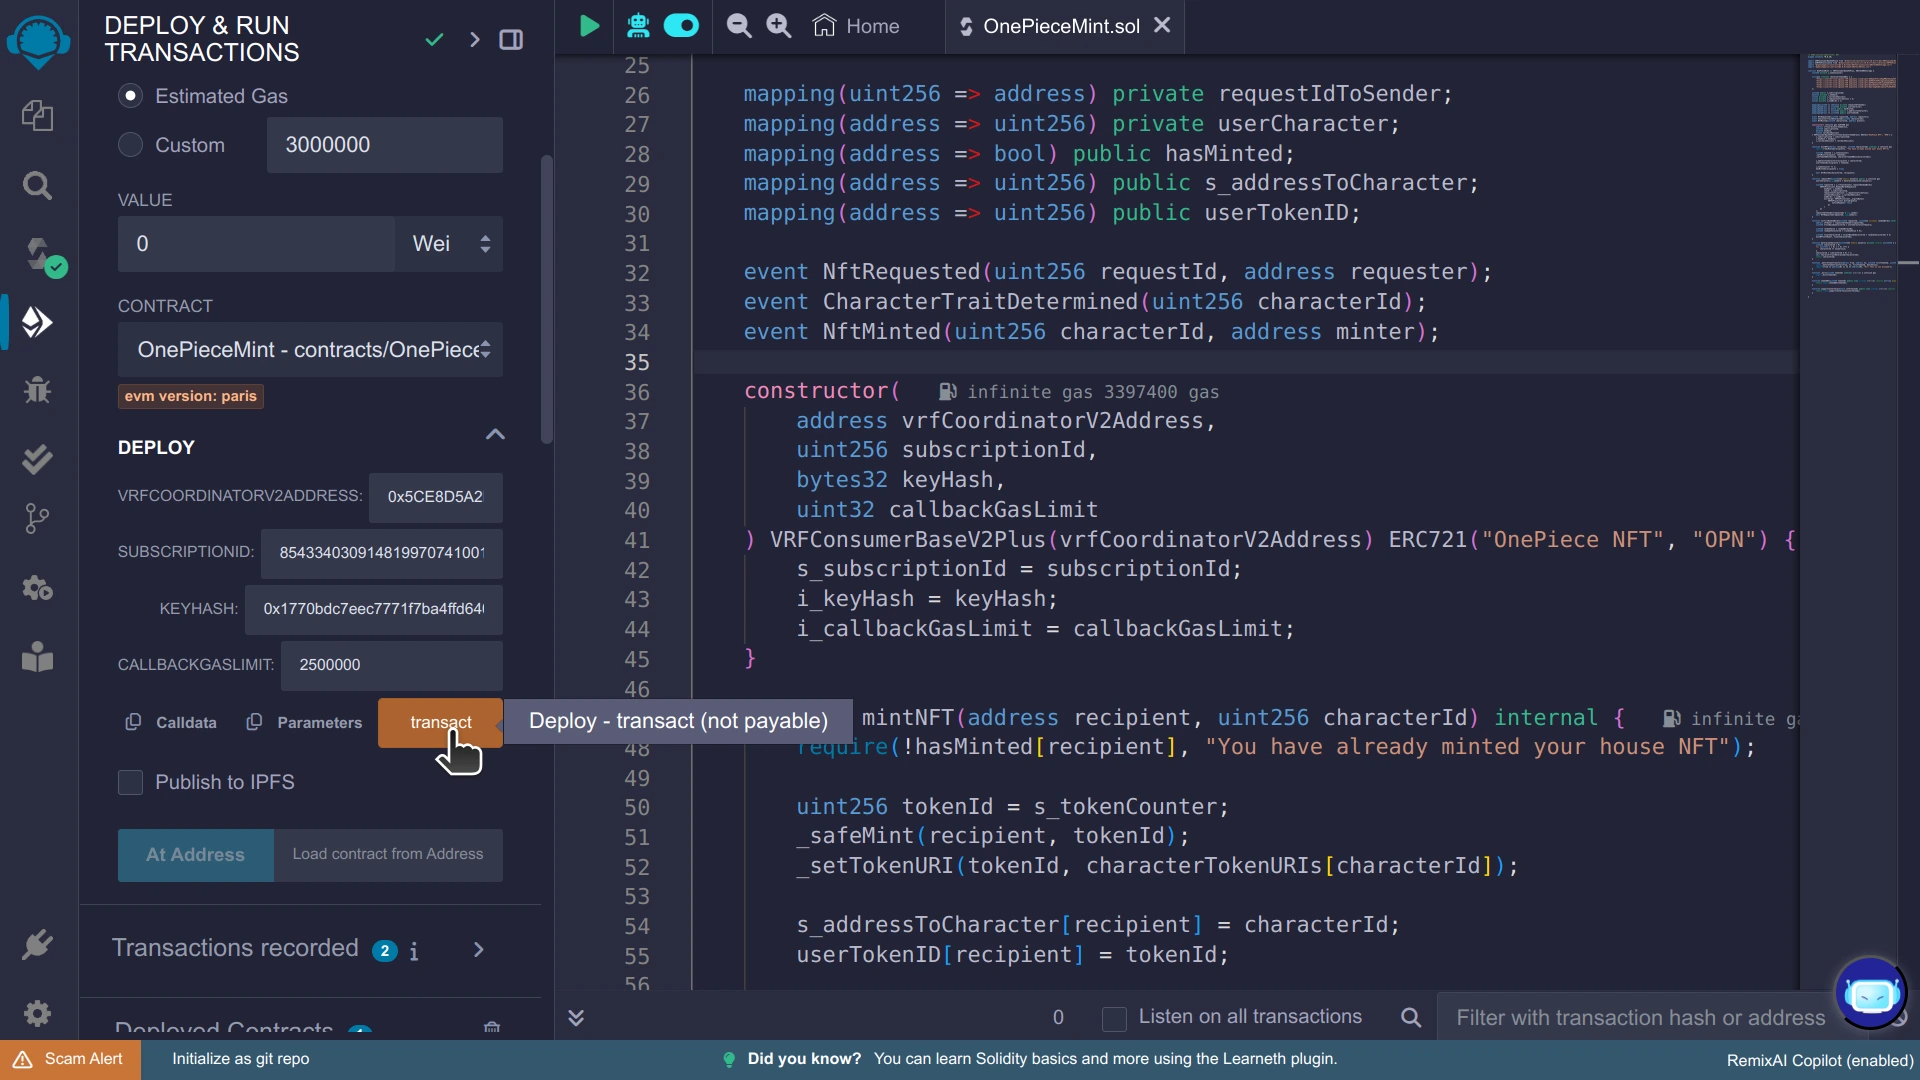 DEPLOY & RUN
TRANSACTIONS
Estimated Gas
Custom
3000000
VALUE
0
Wei
CONTRACT
OnePieceMint - contracts/OnePiece
evm version: paris
DEPLOY
VRFCOORDINATORV2ADDRESS:
0x5CE8D5A2
SUBSCRIPTIONID:
85433403091481997074100
KEYHASH:
0x1770bdc7eec7771f7ba4ffd64
CALLBACKGASLIMIT:
2500000
Calldata
Parameters
transact
Deploy - transact (not payable)
Publish to IPFS
At Address
Load contract from Address
Transactions recorded 2 i
Deployed Contracts
Home
OnePieceMint.sol
25
26 mapping(uint256 => address) private requestIdToSender;
27 mapping(address => uint256) private userCharacter;
28 mapping(address => bool) public hasMinted;
29 mapping(address => uint256) public s_addressToCharacter;
30 mapping(address => uint256) public userTokenID;
31
32 event NftRequested(uint256 requestId, address requester);
33 event CharacterTraitDetermined(uint256 characterId);
34 event NftMinted(uint256 characterId, address minter);
35
36 constructor( infinite gas 3397400 gas
37 address vrfCoordinatorV2Address,
38 uint256 subscriptionId,
39 bytes32 keyHash,
40 uint32 callbackGasLimit
41 ) VRFConsumerBaseV2Plus(vrfCoordinatorV2Address) ERC721("OnePiece NFT", "OPN") {
42 s_subscriptionId = subscriptionId;
43 i_keyHash = keyHash;
44 i_callbackGasLimit = callbackGasLimit;
45 }
46
mintNFT(address recipient, uint256 characterId) internal { infinite ga
48 require(!hasMinted[recipient], "You have already minted your house NFT");
49
50 uint256 tokenId = s_tokenCounter;
51 _safeMint(recipient, tokenId);
52 _setTokenURI(tokenId, characterTokenURIs[characterId]);
53
54 s_addressToCharacter[recipient] = characterId;
55 userTokenID[recipient] = tokenId;
56
0
Listen on all transactions
Filter with transaction hash or address
Scam Alert
Initialize as git repo
Did you know? You can learn Solidity basics and more using the Learneth plugin.
RemixAI Copilot (enabled)